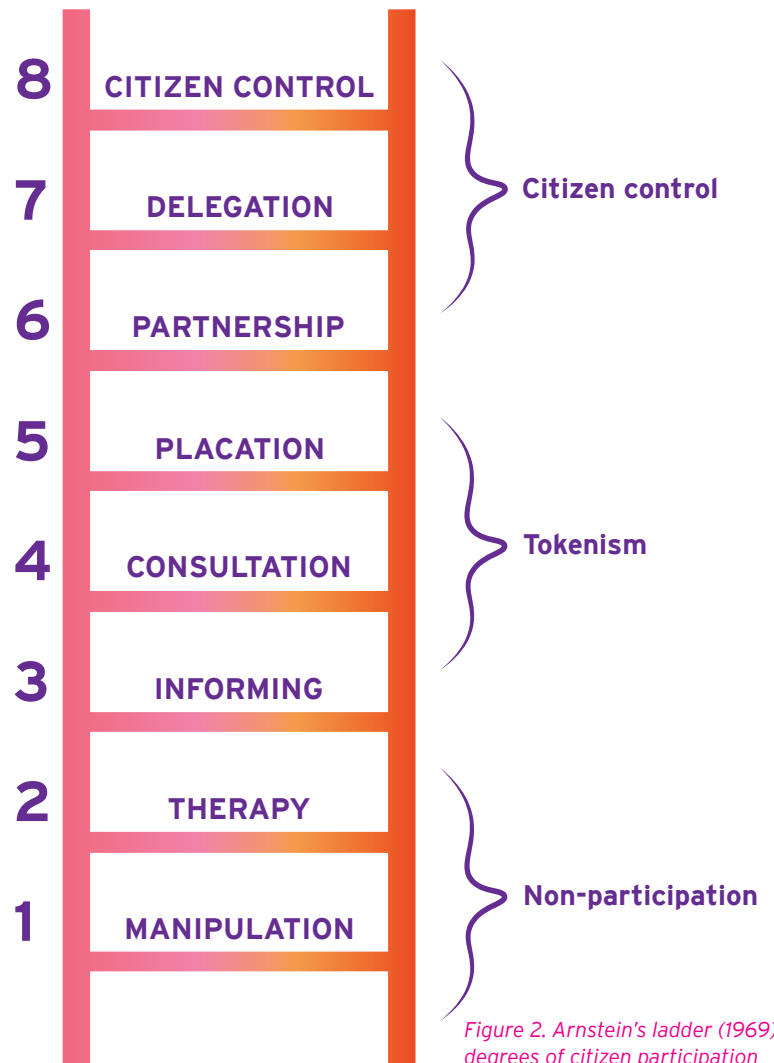 8 CITIZEN CONTROL
7 DELEGATION
Citizen control
6 PARTNERSHIP
5 PLACATION
4 CONSULTATION
Tokenism
3 INFORMING
2 THERAPY
1 MANIPULATION
Non-participation
Figure 2. Arnstein's ladder (1969)
degrees of citizen participation